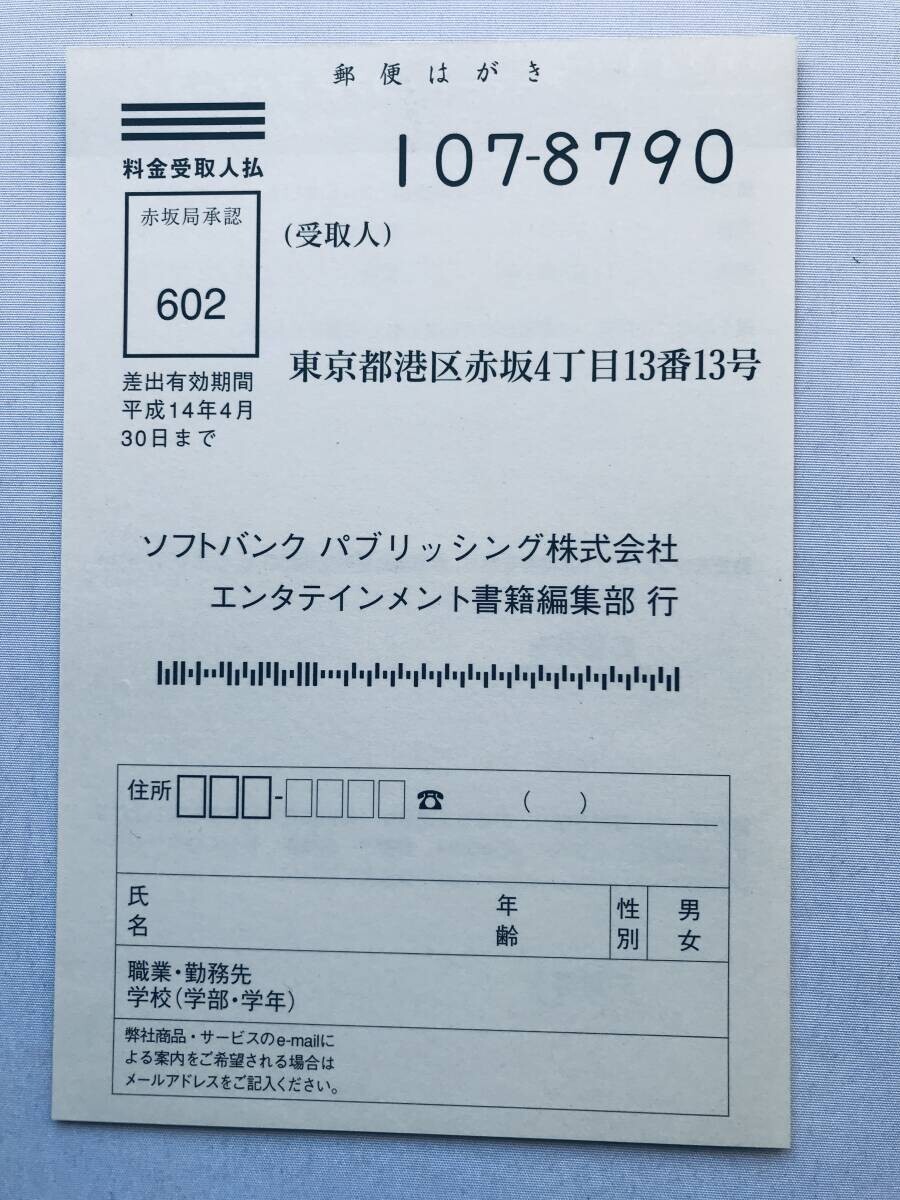 郵便はがき
料金受取人払
107-8790
赤坂局承認
602
(受取人)
差出有効期間
平成14年4月
30日まで
東京都港区赤坂4丁目13番13号
ソフトバンク パブリッシング株式会社
エンタテインメント書籍編集部 行
住所 □□□-□□□□ ☎ ( )
氏名 年齢 性別 男 女
職業・勤務先
学校(学部・学年)
弊社商品・サービスのe-mailに
よる案内をご希望される場合は
メールアドレスをご記入ください。